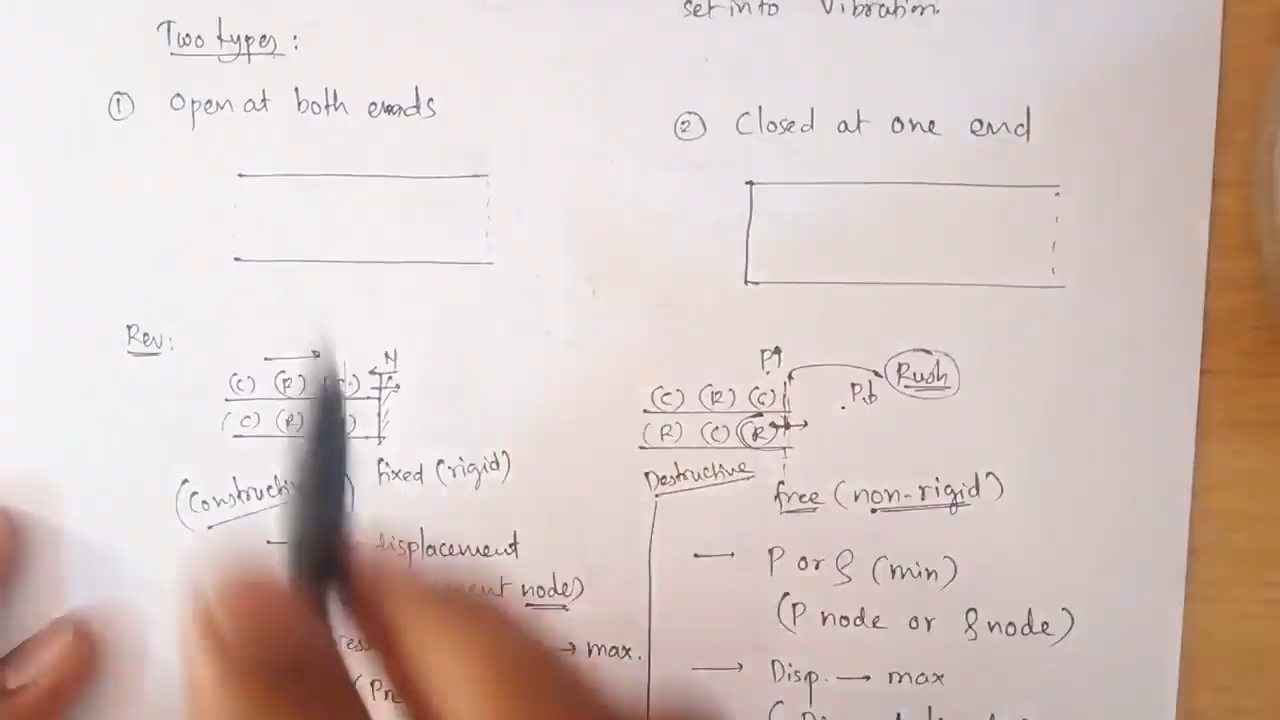 set into Vibration.
Two types:
① Open at both ends
② Closed at one end
Rev:
N
(C) (R)
(C) (R)
fixed (rigid)
(Constructi
displacement
node)
→ max.
P↑
Rush
P↓
(C) (R) (C)
(R) (C) (R)
Destructive
free (non-rigid)
— P or ρ (min)
(P node or ρ node)
→ Disp. → max